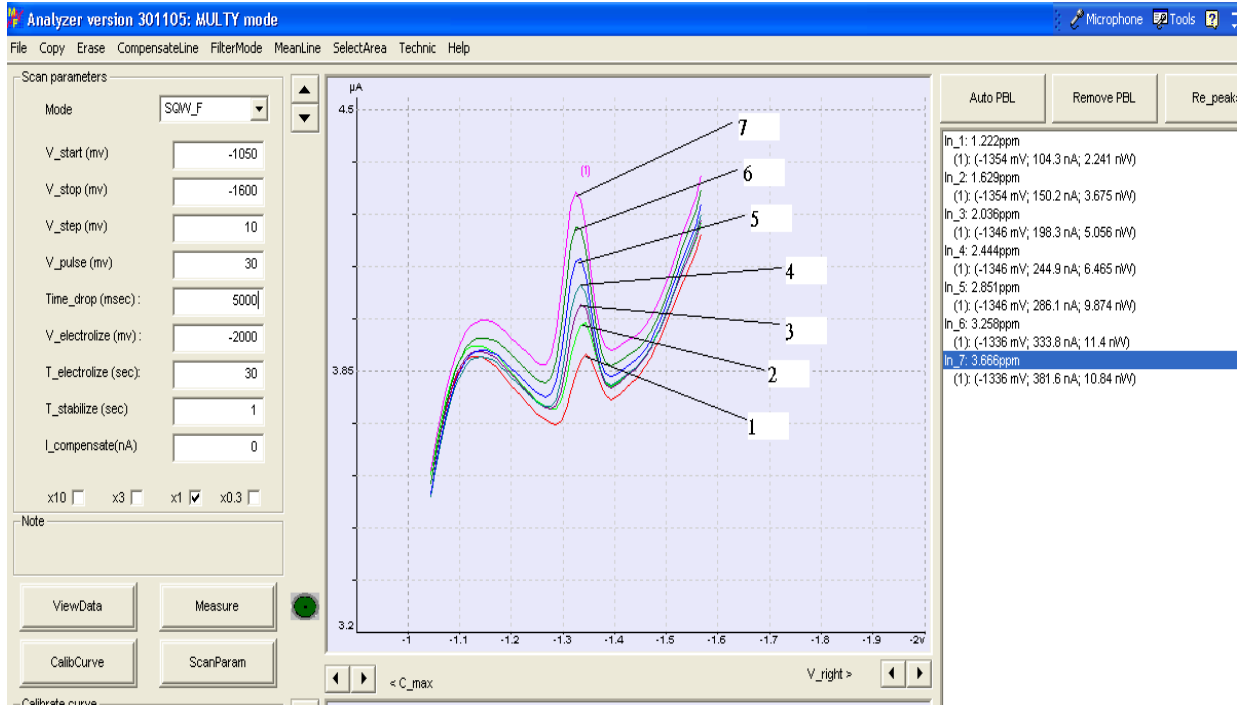 Analyzer version 301105: MULTY mode
Microphone Tools
File Copy Erase CompensateLine FilterMode MeanLine SelectArea Technic Help
Scan parameters
Mode SQW_F
V_start (mv) -1050
V_stop (mv) -1600
V_step (mv) 10
V_pulse (mv) 30
Time_drop (msec) : 5000
V_electrolize (mv) : -2000
T_electrolize (sec): 30
T_stabilize (sec) 1
I_compensate(nA) 0
x10 x3 x1 x0.3
Note
ViewData Measure
CalibCurve ScanParam
Calibrate curve
µA
4.5
3.85
3.2
(1)
7
6
5
4
3
2
1
-1 -1.1 -1.2 -1.3 -1.4 -1.5 -1.6 -1.7 -1.8 -1.9 -2v
< C_max V_right >
Auto PBL Remove PBL Re_peak
In_1: 1.222ppm
(1): (-1354 mV; 104.3 nA; 2.241 nW)
In_2: 1.629ppm
(1): (-1354 mV; 150.2 nA; 3.675 nW)
In_3: 2.036ppm
(1): (-1346 mV; 198.3 nA; 5.056 nW)
In_4: 2.444ppm
(1): (-1346 mV; 244.9 nA; 6.465 nW)
In_5: 2.851ppm
(1): (-1346 mV; 286.1 nA; 9.874 nW)
In_6: 3.258ppm
(1): (-1336 mV; 333.8 nA; 11.4 nW)
In_7: 3.666ppm
(1): (-1336 mV; 381.6 nA; 10.84 nW)